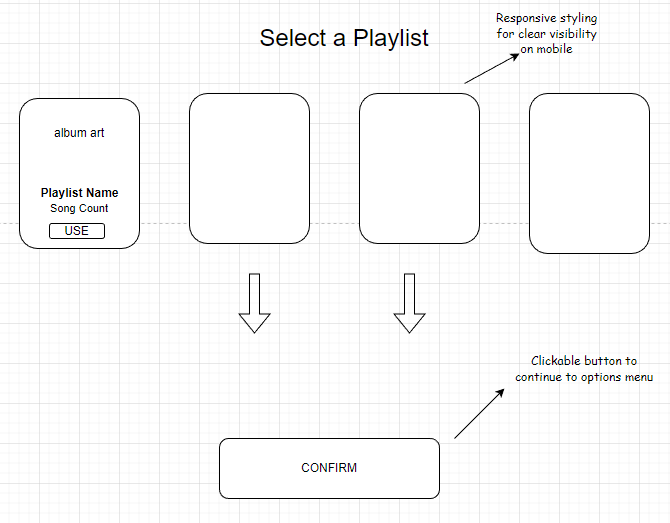 Select a Playlist
Responsive styling
for clear visibility
on mobile
album art
Playlist Name
Song Count
USE
Clickable button to
continue to options menu
CONFIRM